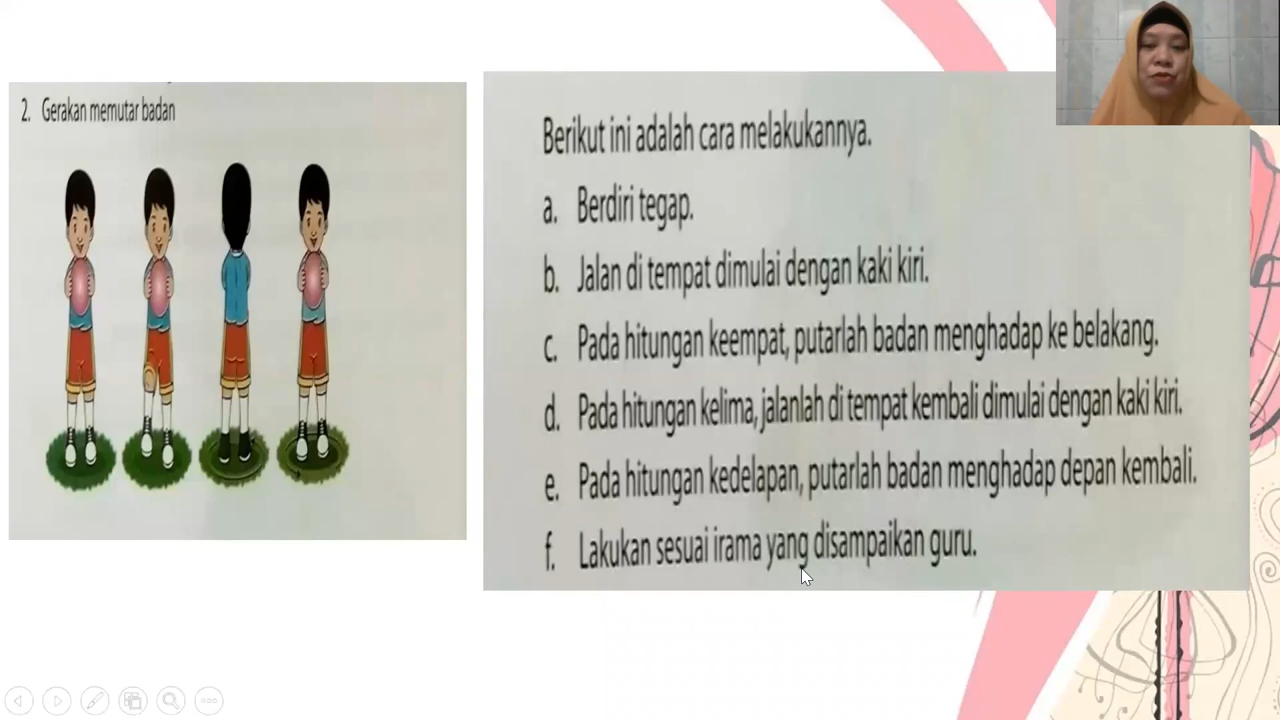 2. Gerakan memutar badan
Berikut ini adalah cara melakukannya.
a. Berdiri tegap.
b. Jalan di tempat dimulai dengan kaki kiri.
c. Pada hitungan keempat, putarlah badan menghadap ke belakang.
d. Pada hitungan kelima, jalanlah di tempat kembali dimulai dengan kaki kiri.
e. Pada hitungan kedelapan, putarlah badan menghadap depan kembali.
f. Lakukan sesuai irama yang disampaikan guru.